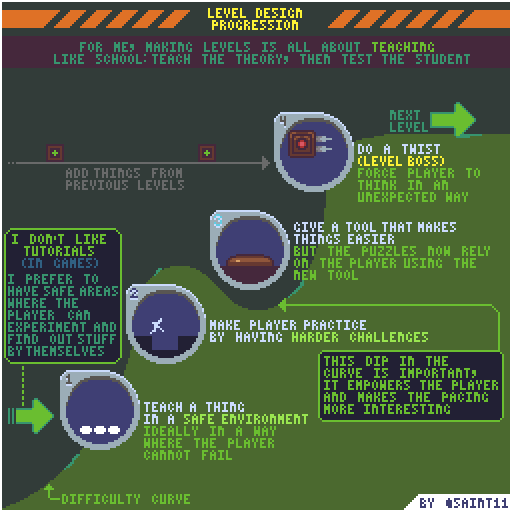 LEVEL DESIGN
PROGRESSION
FOR ME, MAKING LEVELS IS ALL ABOUT TEACHING
LIKE SCHOOL: TEACH THE THEORY, THEN TEST THE STUDENT
NEXT
LEVEL
4
DO A TWIST
(LEVEL BOSS)
FORCE PLAYER TO
THINK IN AN
UNEXPECTED WAY
ADD THINGS FROM
PREVIOUS LEVELS
3
GIVE A TOOL THAT MAKES
THINGS EASIER
BUT THE PUZZLES NOW RELY
ON THE PLAYER USING THE
NEW TOOL
I DON'T LIKE
TUTORIALS
(IN GAMES)
I PREFER TO
HAVE SAFE AREAS
WHERE THE
PLAYER CAN
EXPERIMENT AND
FIND OUT STUFF
BY THEMSELVES
2
MAKE PLAYER PRACTICE
BY HAVING HARDER CHALLENGES
THIS DIP IN THE
CURVE IS IMPORTANT,
IT EMPOWERS THE PLAYER
AND MAKES THE PACING
MORE INTERESTING
1
TEACH A THING
IN A SAFE ENVIRONMENT
IDEALLY IN A WAY
WHERE THE PLAYER
CANNOT FAIL
DIFFICULTY CURVE
BY @SAINT11